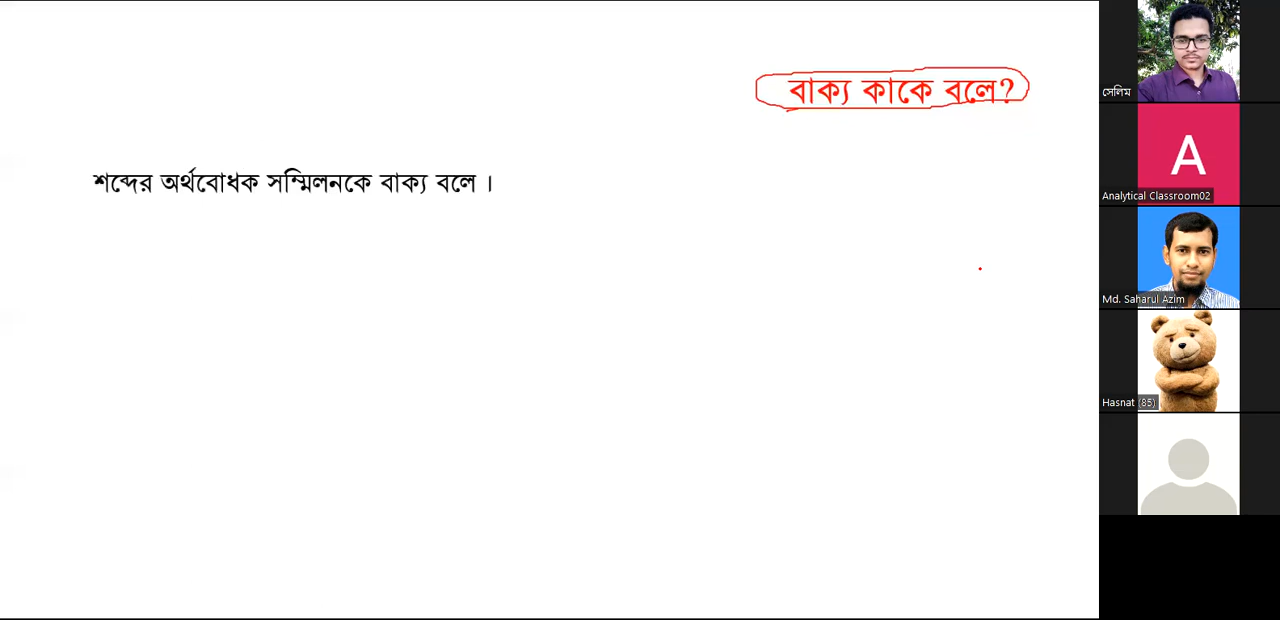 বাক্য কাকে বলে?
শব্দের অর্থবোধক সম্মিলনকে বাক্য বলে ।
সেলিম
A
Analytical Classroom02
Md. Saharul Azim
Hasnat (85)